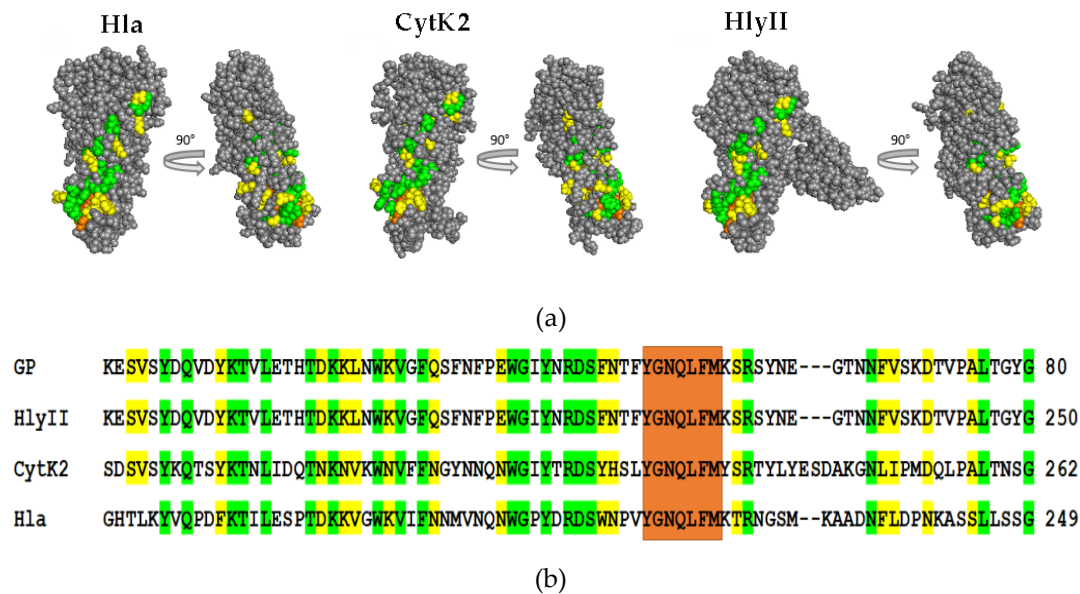 Hla CytK2 HlyII
90° 90° 90°
(a)
GP KESVSYDQVDYKTVLETHTDKKLNWKVGFQSFNFPEWGIYNRDSFNTFYGNQLFMKSRSYNE---GTNNFVSKDTVPALTGYG 80
HlyII KESVSYDQVDYKTVLETHTDKKLNWKVGFQSFNFPEWGIYNRDSFNTFYGNQLFMKSRSYNE---GTNNFVSKDTVPALTGYG 250
CytK2 SDSVSYKQTSYKTNLIDQTNKNVKWNVFFNGYNNQNWGIYTRDSYHSLYGNQLFMYSRTYLYESDAKGNLIPMDQLPALTNSG 262
Hla GHTLKYVQPDFKTILESPTDKKVGWKVIFNNMVNQNWGPYDRDSWNPVYGNQLFMKTRNGSM--KAADNFLDPNKASSLLSSG 249
(b)